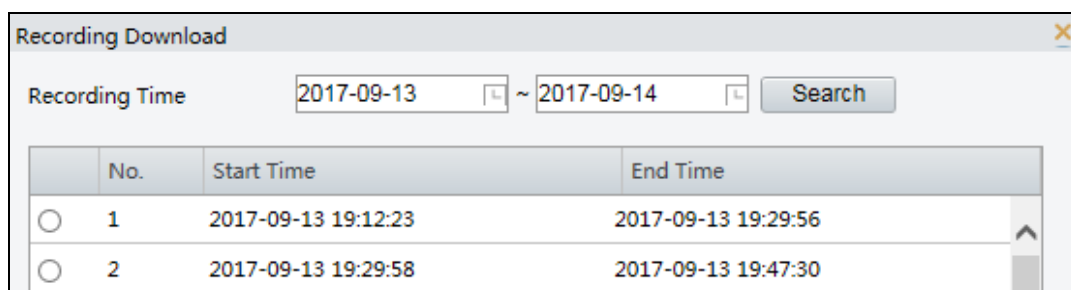 Recording Download
Recording Time 2017-09-13 ~ 2017-09-14 Search
No. Start Time End Time
1 2017-09-13 19:12:23 2017-09-13 19:29:56
2 2017-09-13 19:29:58 2017-09-13 19:47:30